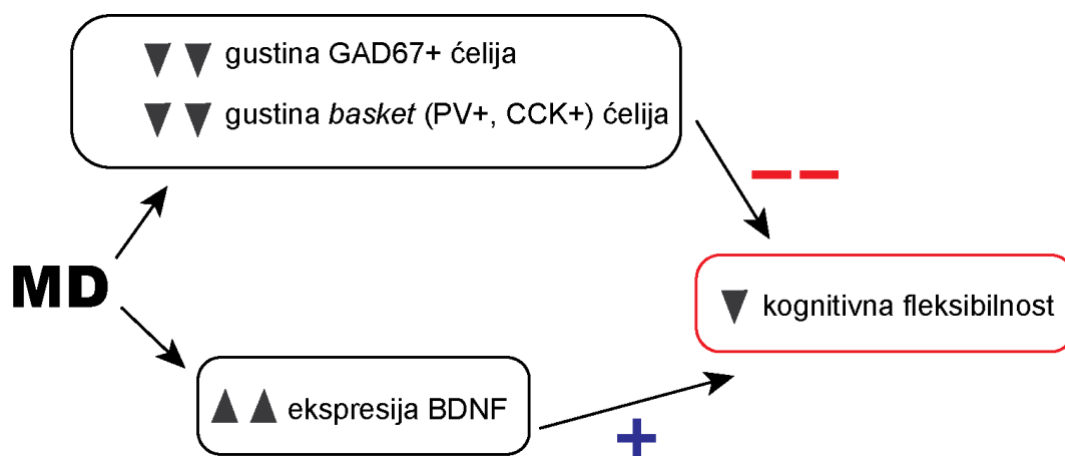 ▼ ▼ gustina GAD67+ ćelija
▼ ▼ gustina basket (PV+, CCK+) ćelija
– –
MD
▼ kognitivna fleksibilnost
▲ ▲ ekspresija BDNF
+